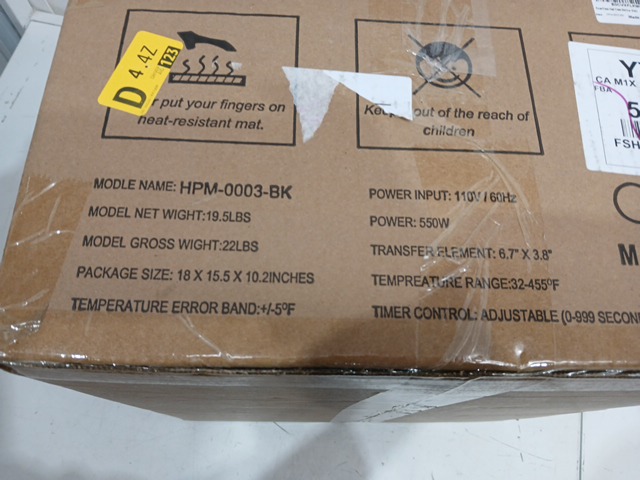 D 4.4Z
123
r put your fingers on
heat-resistant mat.
Keep out of the reach of
children
CA M1X
FBA
5
FSH
MODLE NAME: HPM-0003-BK
MODEL NET WIGHT:19.5LBS
MODEL GROSS WIGHT:22LBS
PACKAGE SIZE: 18 X 15.5 X 10.2INCHES
TEMPERATURE ERROR BAND:+/-5ºF
POWER INPUT: 110V / 60Hz
POWER: 550W
TRANSFER ELEMENT: 6.7" X 3.8"
TEMPREATURE RANGE:32-455ºF
TIMER CONTROL: ADJUSTABLE (0-999 SECON
M